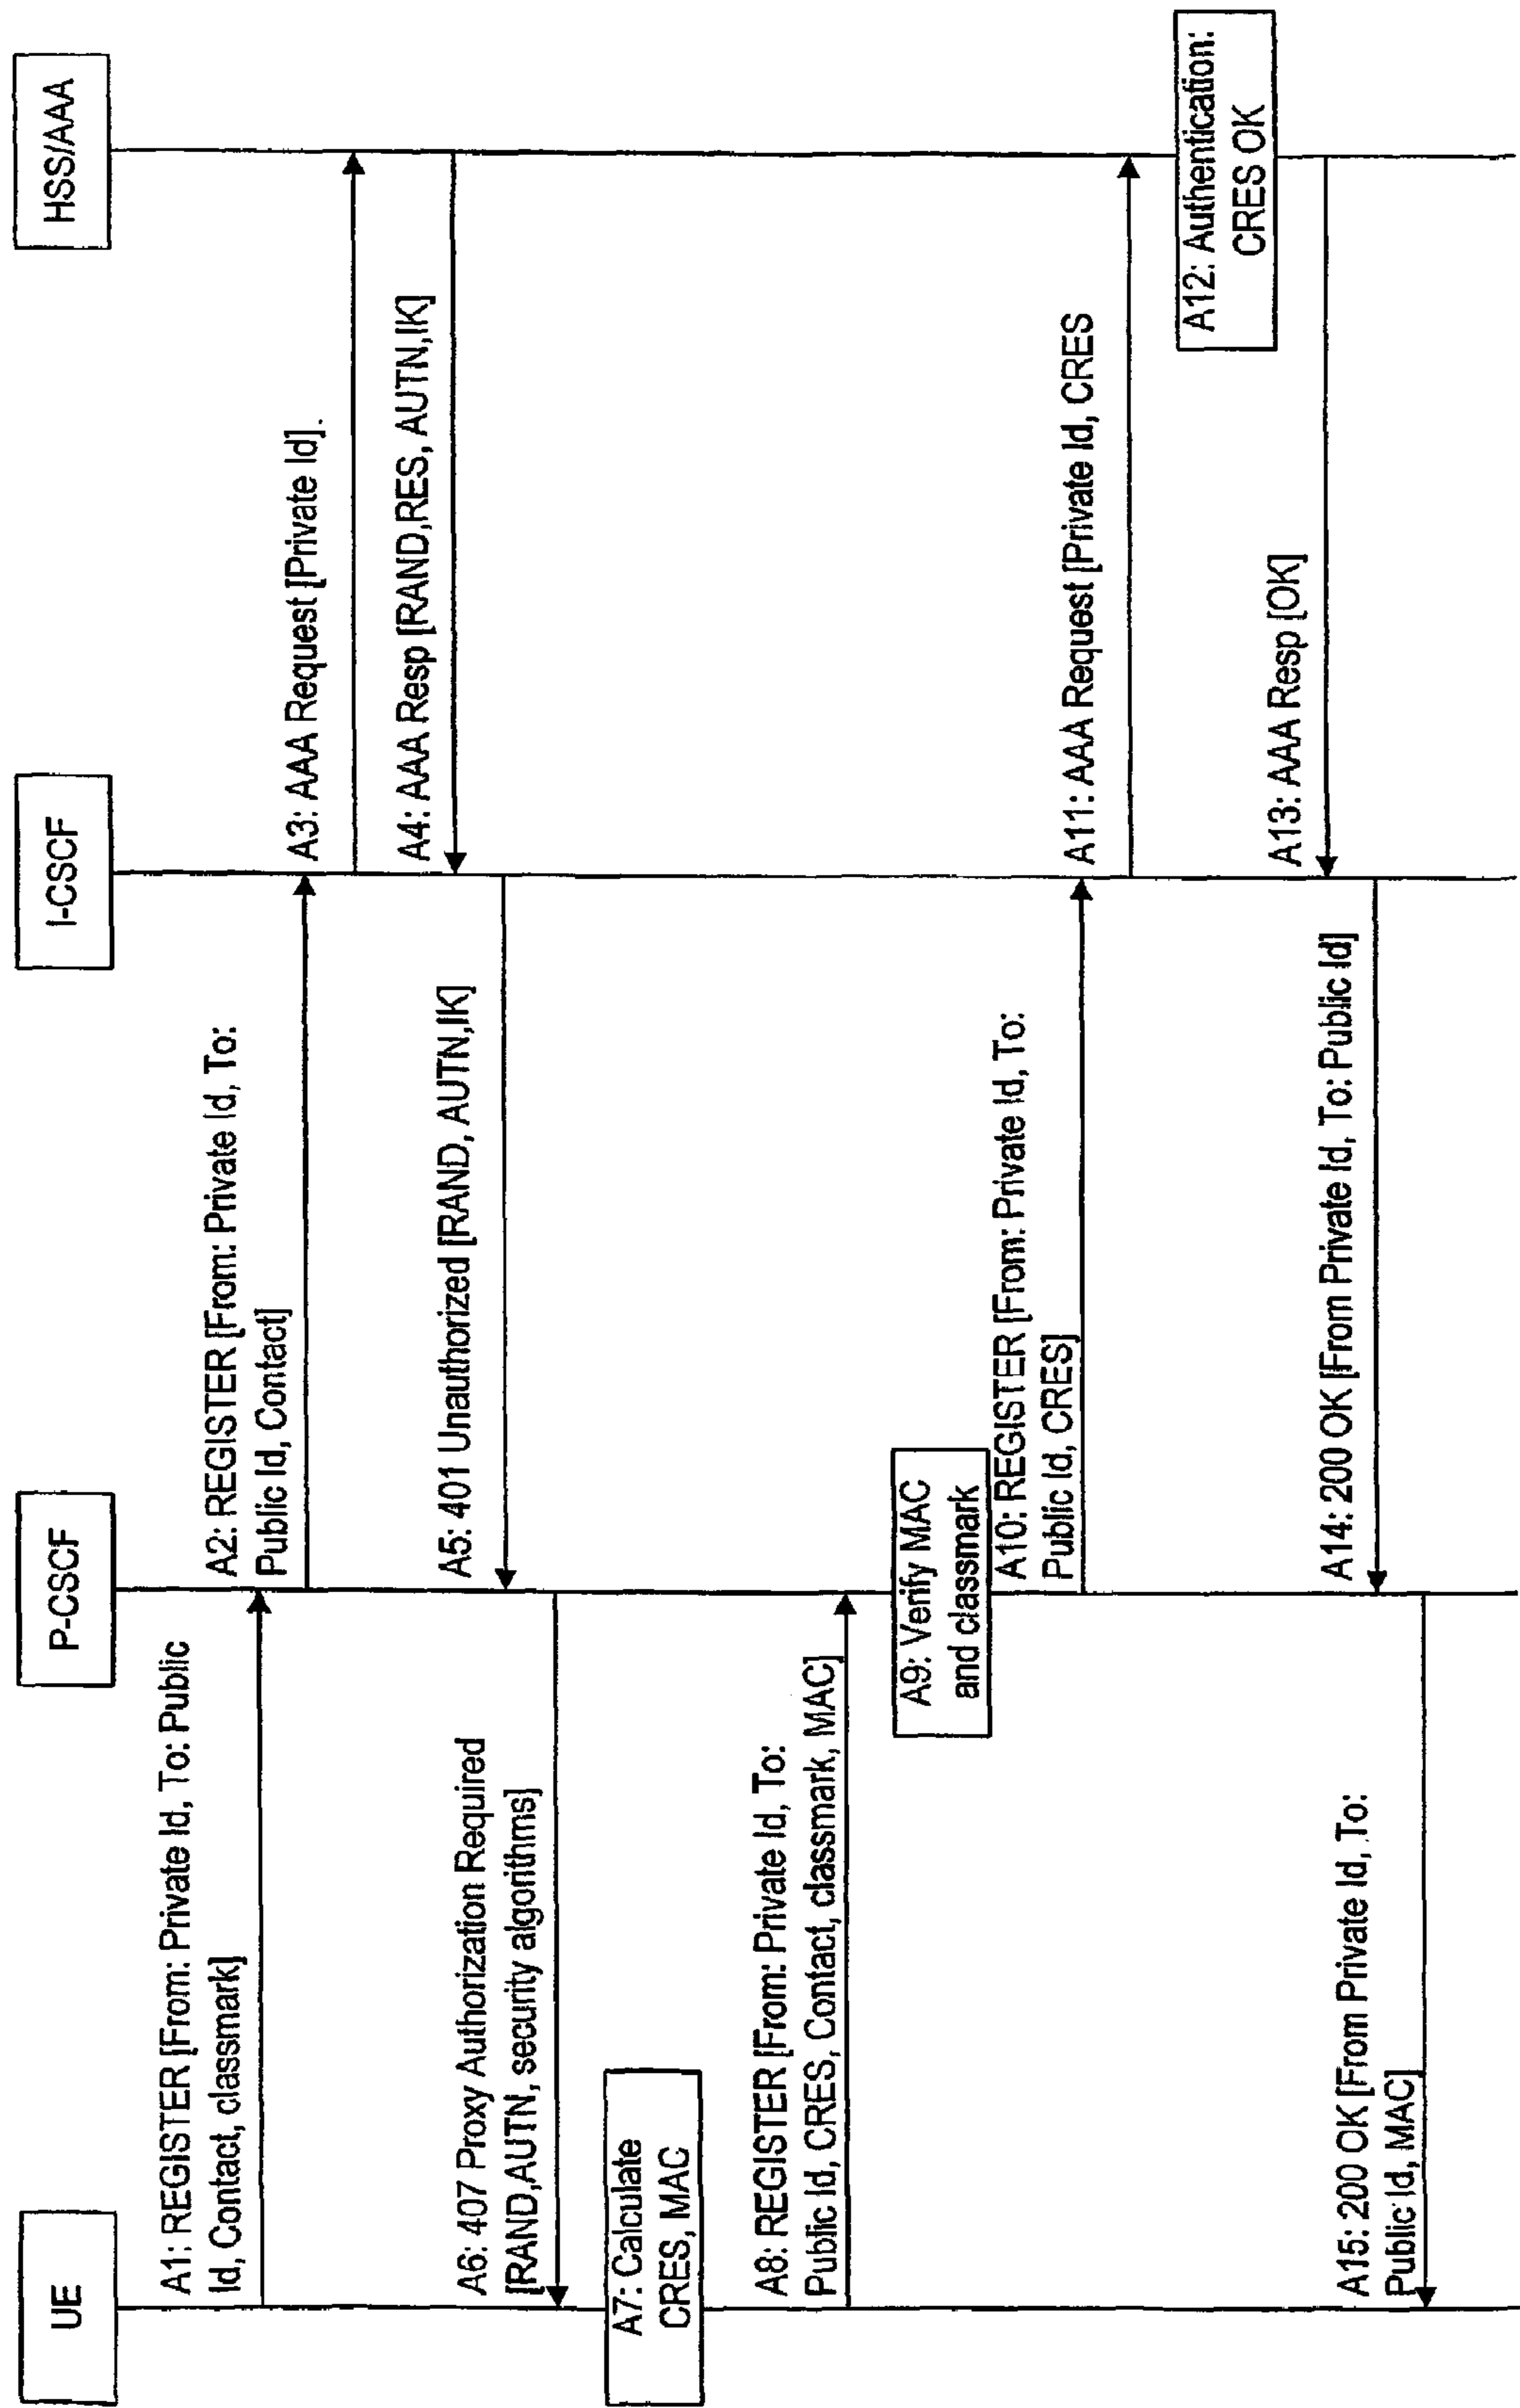 UE
P-CSCF
I-CSCF
HSS/AAA
A1: REGISTER [From: Private Id, To: Public
Id, Contact, classmark]
A2: REGISTER [From: Private Id, To:
Public Id, Contact]
A3: AAA Request [Private Id].
A4: AAA Resp [RAND,RES, AUTN,IK]
A5: 401 Unauthorized [RAND, AUTN,IK]
A6: 407 Proxy Authorization Required
[RAND,AUTN, security algorithms]
A7: Calculate
CRES, MAC
A8: REGISTER [From: Private Id, To:
Public Id, CRES, Contact, classmark, MAC]
A9: Verify MAC
and classmark
A10: REGISTER [From: Private Id, To:
Public Id, CRES]
A11: AAA Request [Private Id, CRES
A12: Authentication:
CRES OK
A13: AAA Resp [OK]
A14: 200 OK [From Private Id, To: Public Id]
A15: 200 OK [From Private Id, To:
Public Id, MAC]